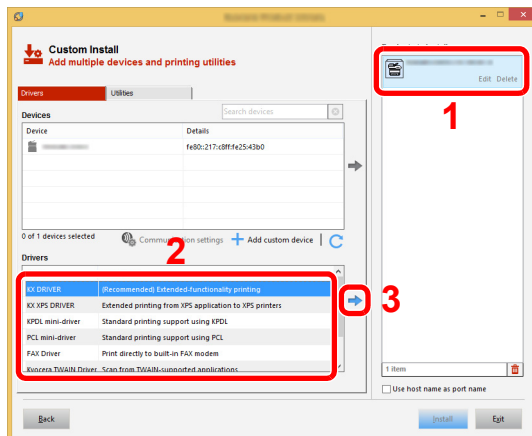 Custom Install
Add multiple devices and printing utilities
Drivers Utilities
Devices Search devices
Device Details
fe80::217:c8ff:fe25:43b0
0 of 1 devices selected settings Add custom device
Drivers
KX DRIVER (Recommended) Extended-functionality printing
KX XPS DRIVER Extended printing from XPS application to XPS printers
KPDL mini-driver Standard printing support using KPDL
PCL mini-driver Standard printing support using PCL
FAX Driver Print directly to built-in FAX modem
Kyocera TWAIN Driver Scan from TWAIN-supported applications
Edit Delete
1
2
3
1 item
Use host name as port name
Back Install Exit